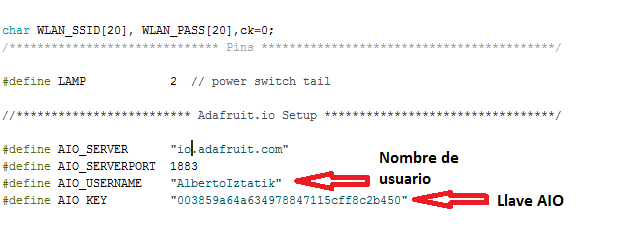 char WLAN_SSID[20], WLAN_PASS[20],ck=0;
/***************************** Pins ******************************************/
#define LAMP 2 // power switch tail
//************************* Adafruit.io Setup *********************************/
#define AIO_SERVER "io.adafruit.com"
#define AIO_SERVERPORT 1883
#define AIO_USERNAME "AlbertoIztatik"
Nombre de
usuario
#define AIO_KEY "003859a64a634978847115cff8c2b450"
Llave AIO